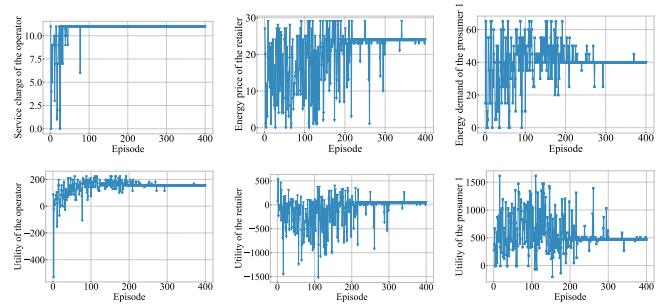 Service charge of the operator
10.0
7.5
5.0
2.5
0.0
0 100 200 300 400
Episode
Energy price of the retailer
30
20
10
0
0 100 200 300 400
Episode
Energy demand of the prosumer 1
60
40
20
0
0 100 200 300 400
Episode
Utility of the operator
200
0
−200
−400
0 100 200 300 400
Episode
Utility of the retailer
500
0
−500
−1000
−1500
0 100 200 300 400
Episode
Utility of the prosumer 1
1500
1000
500
0
0 100 200 300 400
Episode